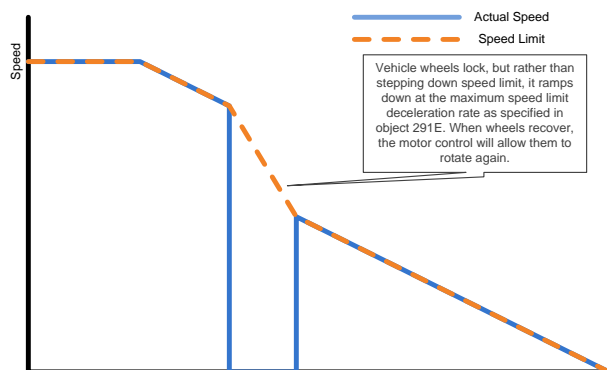 Actual Speed
Speed Limit
Speed
Vehicle wheels lock, but rather than
stepping down speed limit, it ramps
down at the maximum speed limit
deceleration rate as specified in
object 291E. When wheels recover,
the motor control will allow them to
rotate again.